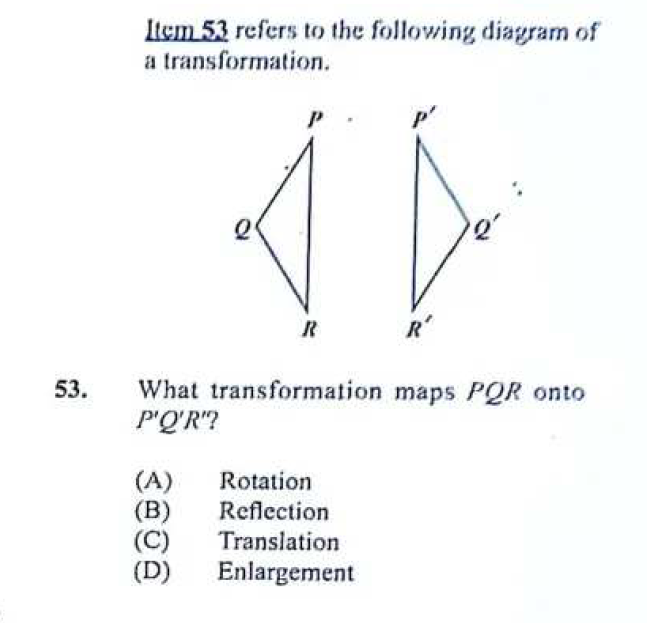 Item 53 refers to the following diagram of
a transformation.
P P'
Q Q'
R R'
53. What transformation maps PQR onto
P'Q'R'?
(A) Rotation
(B) Reflection
(C) Translation
(D) Enlargement